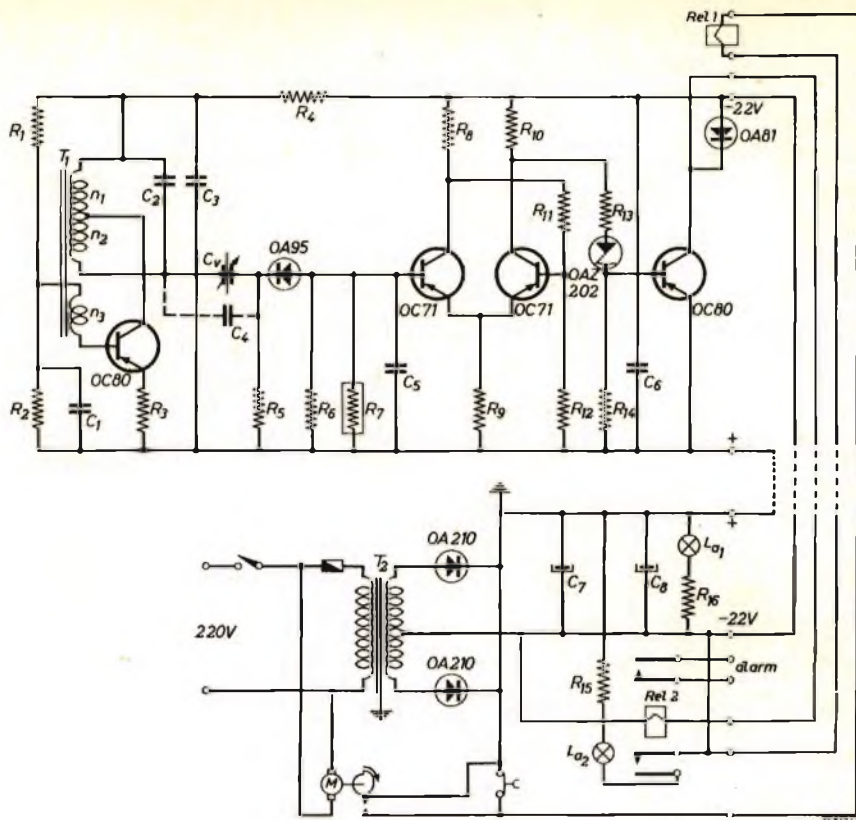 Rel 1
R1
R4
R8
R10
-22V
OA81
T1
n1
n2
n3
C2
C3
Cv
OA95
R11
R13
OAZ
202
OC71
OC71
OC80
C4
OC80
R2
C1
R3
R5
R6
R7
C5
R9
R12
R14
C6
+
+
220V
T2
OA210
OA210
C7
C8
La1
R16
-22V
alarm
R15
Rel 2
La2
M